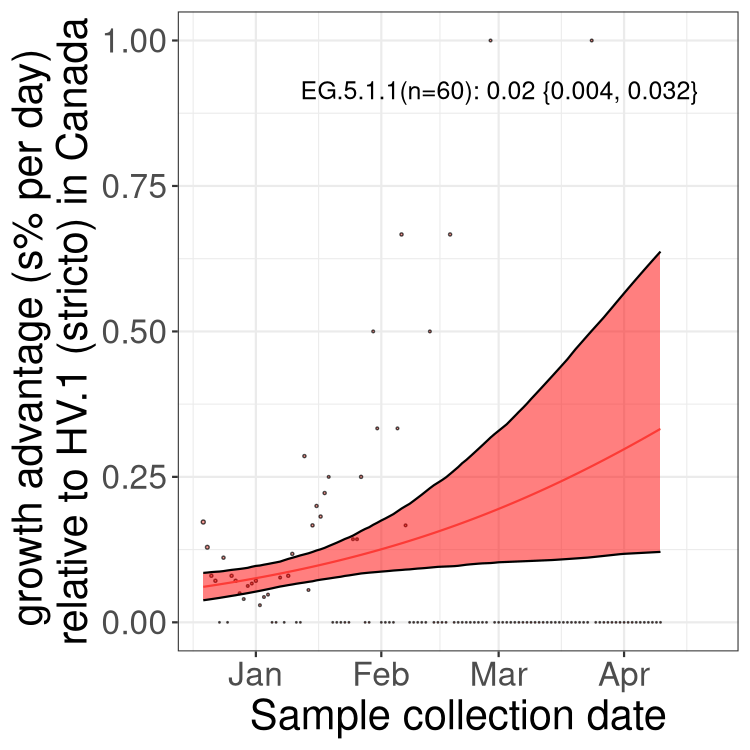 growth advantage (s% per day)
relative to HV.1 (stricto) in Canada
1.00
0.75
0.50
0.25
0.00
EG.5.1.1(n=60): 0.02 {0.004, 0.032}
Jan Feb Mar Apr
Sample collection date